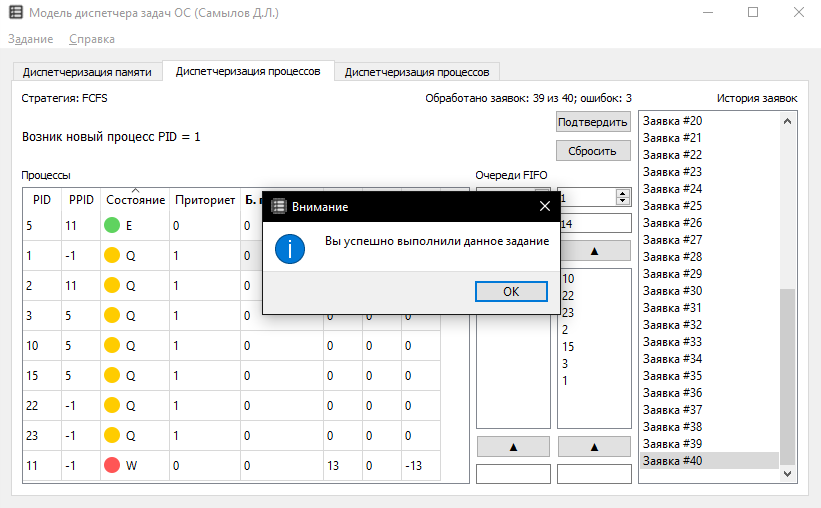 Модель диспетчера задач ОС (Самылов Д.Л.)
Задание Справка
Диспетчеризация памяти Диспетчеризация процессов Диспетчеризация процессов
Стратегия: FCFS Обработано заявок: 39 из 40; ошибок: 3 История заявок
Возник новый процесс PID = 1
Подтвердить
Сбросить
Процессы
PID PPID Состояние Приторитет Б.
5 11 E 0 0
1 -1 Q 1 0
2 11 Q 1 0
3 5 Q 1 0 0 0 0
10 5 Q 1 0 0 0 0
15 5 Q 1 0 0 0 0
22 -1 Q 1 0 0 0 0
23 -1 Q 1 0 0 0 0
11 -1 W 0 0 13 0 -13
Внимание
Вы успешно выполнили данное задание
OK
Очереди FIFO
1
14
▲
10
22
23
2
15
3
1
▲ ▲
Заявка #20
Заявка #21
Заявка #22
Заявка #23
Заявка #24
Заявка #25
Заявка #26
Заявка #27
Заявка #28
Заявка #29
Заявка #30
Заявка #31
Заявка #32
Заявка #33
Заявка #34
Заявка #35
Заявка #36
Заявка #37
Заявка #38
Заявка #39
Заявка #40